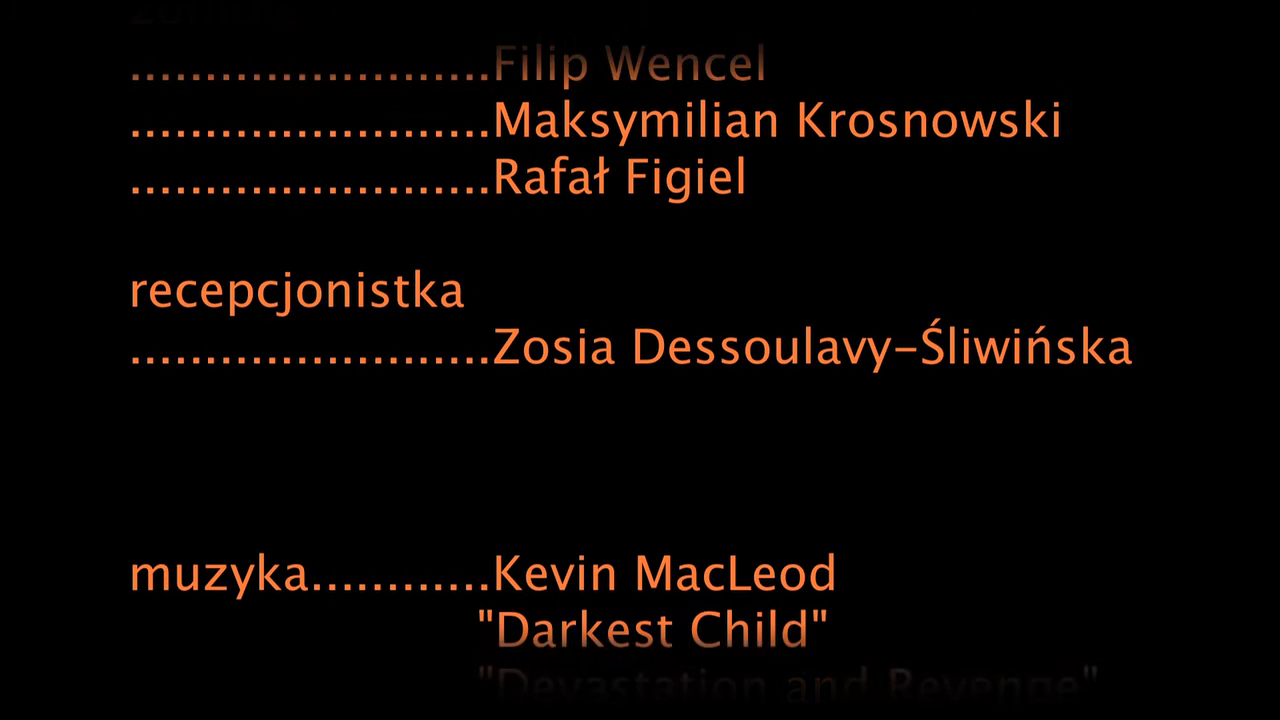 ........................Filip Wencel
........................Maksymilian Krosnowski
........................Rafał Figiel
recepcjonistka
........................Zosia Dessoulavy-Śliwińska
muzyka............Kevin MacLeod
"Darkest Child"
"Devastation and Revenge"